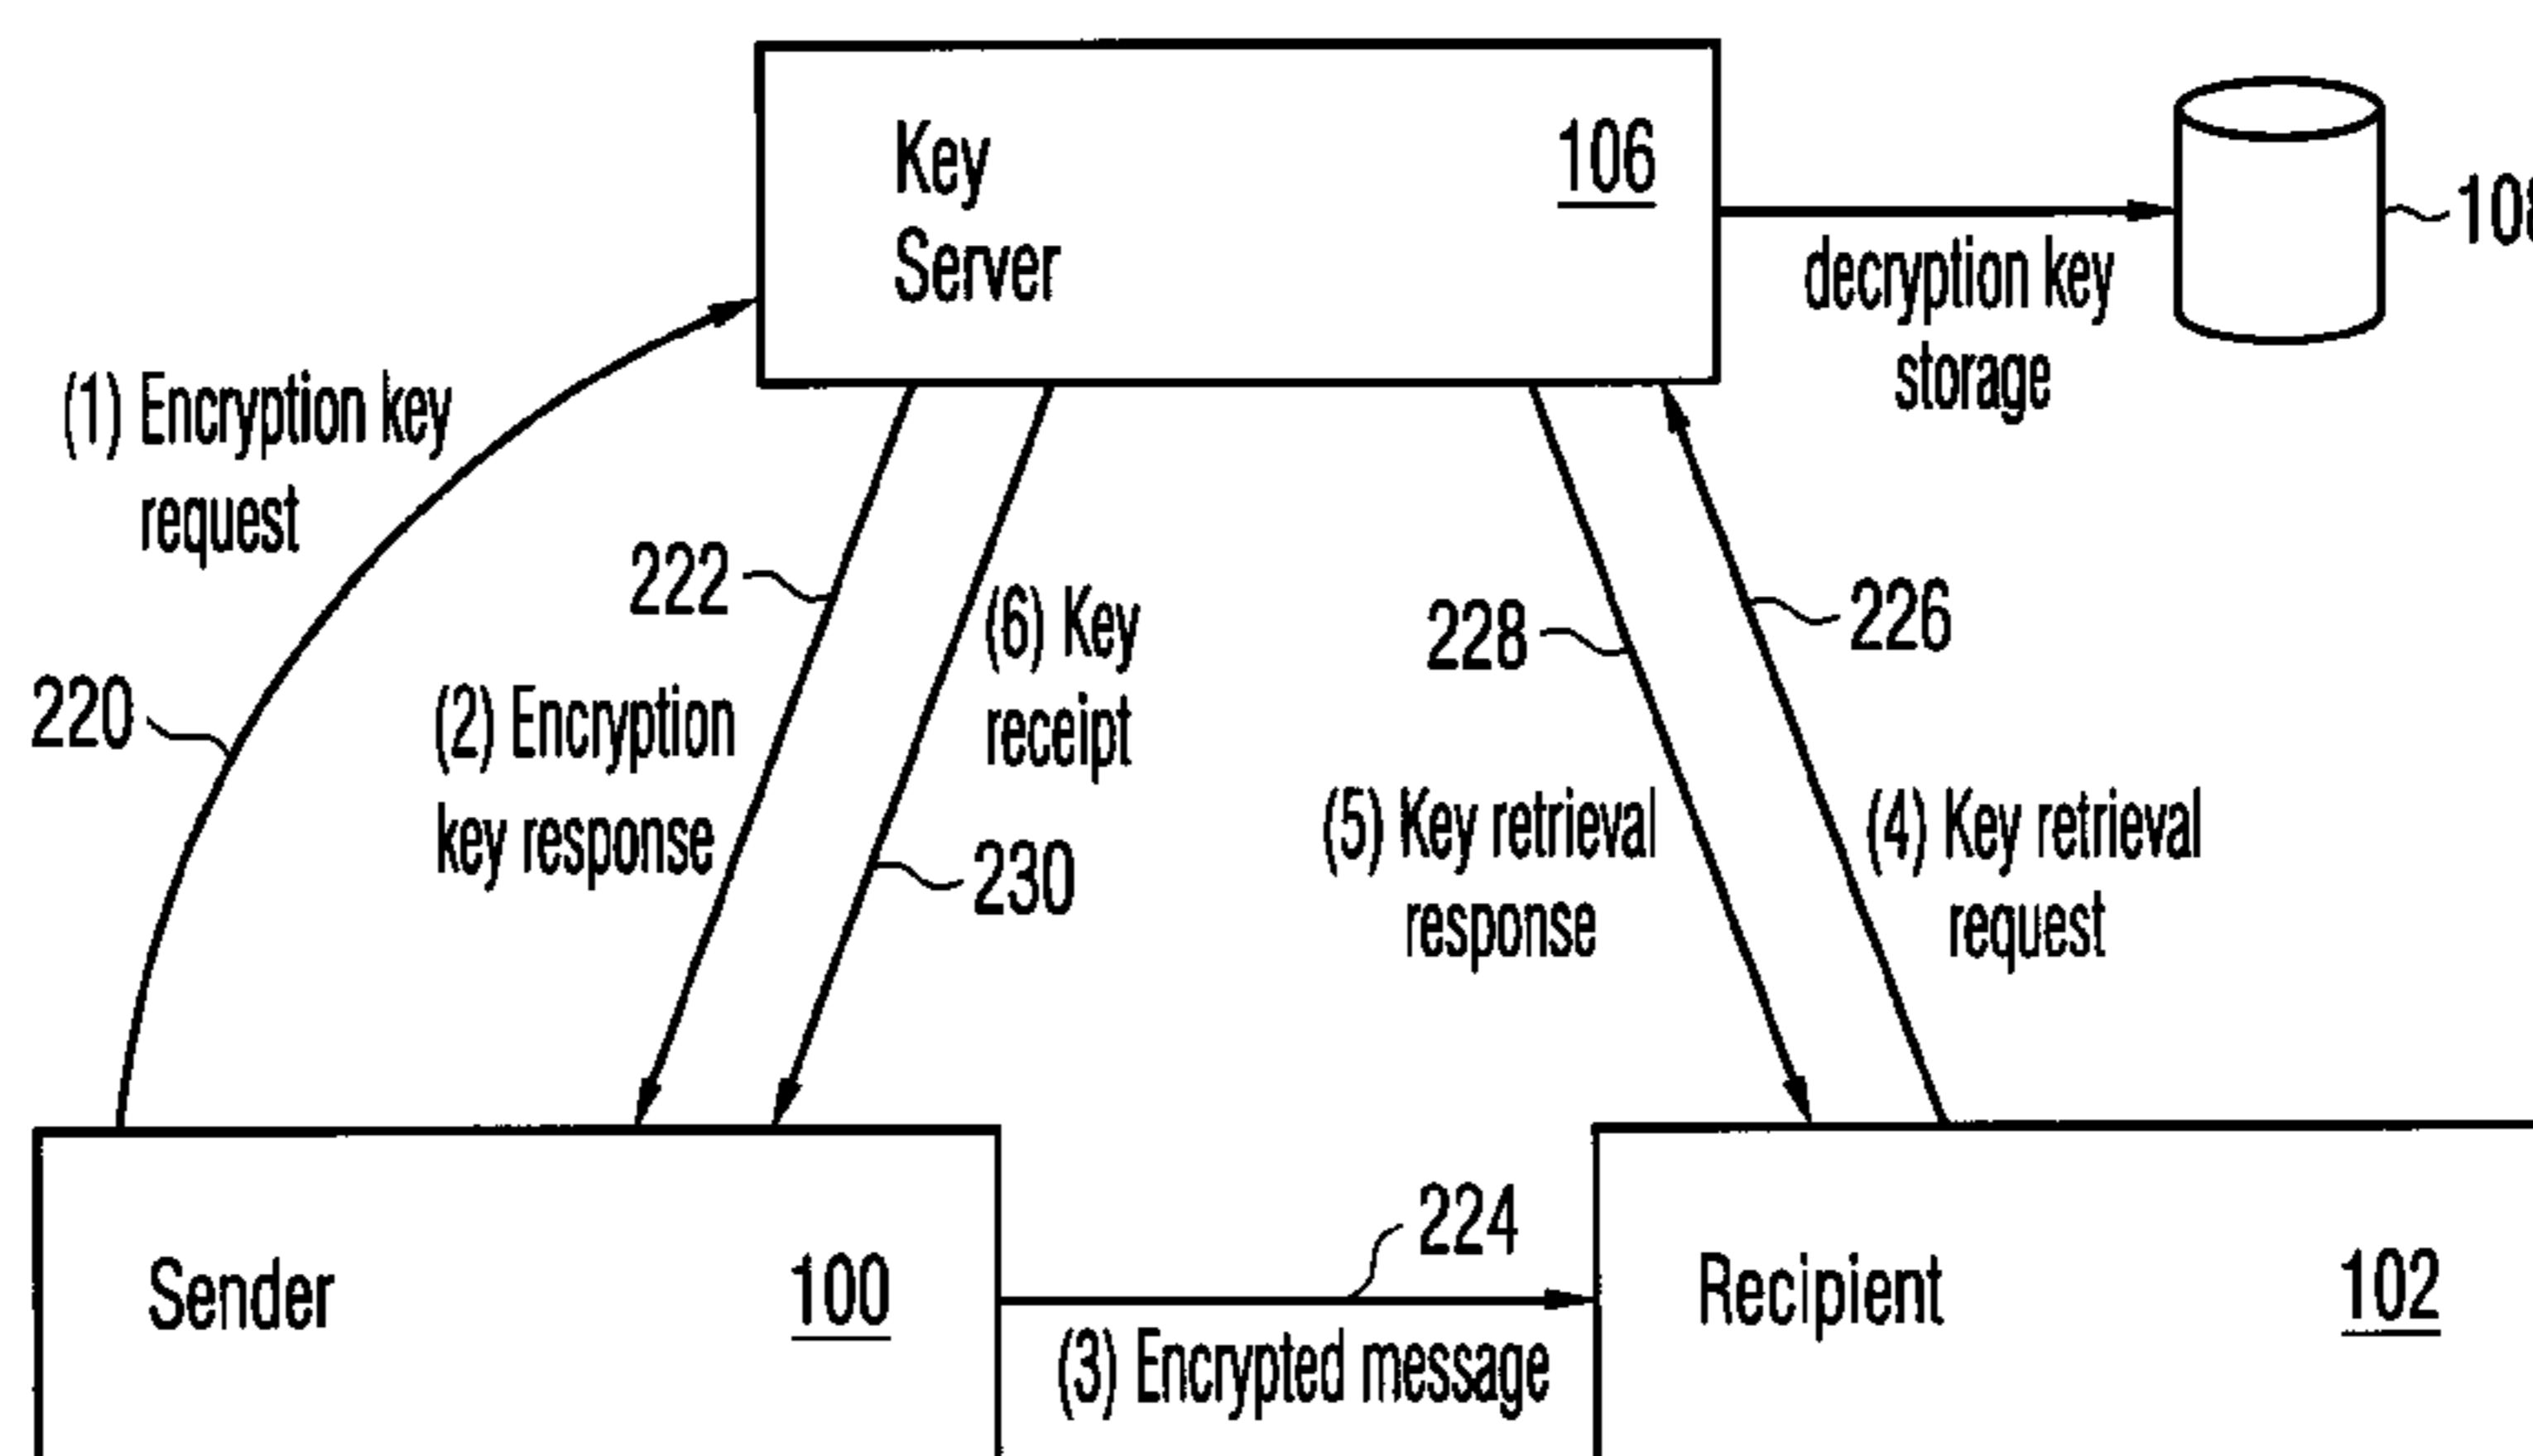 Key
Server
106
108
decryption key
storage
(1) Encryption key
request
220
222
(2) Encryption
key response
(6) Key
receipt
230
228
226
(5) Key retrieval
response
(4) Key retrieval
request
Sender
100
224
(3) Encrypted message
Recipient
102